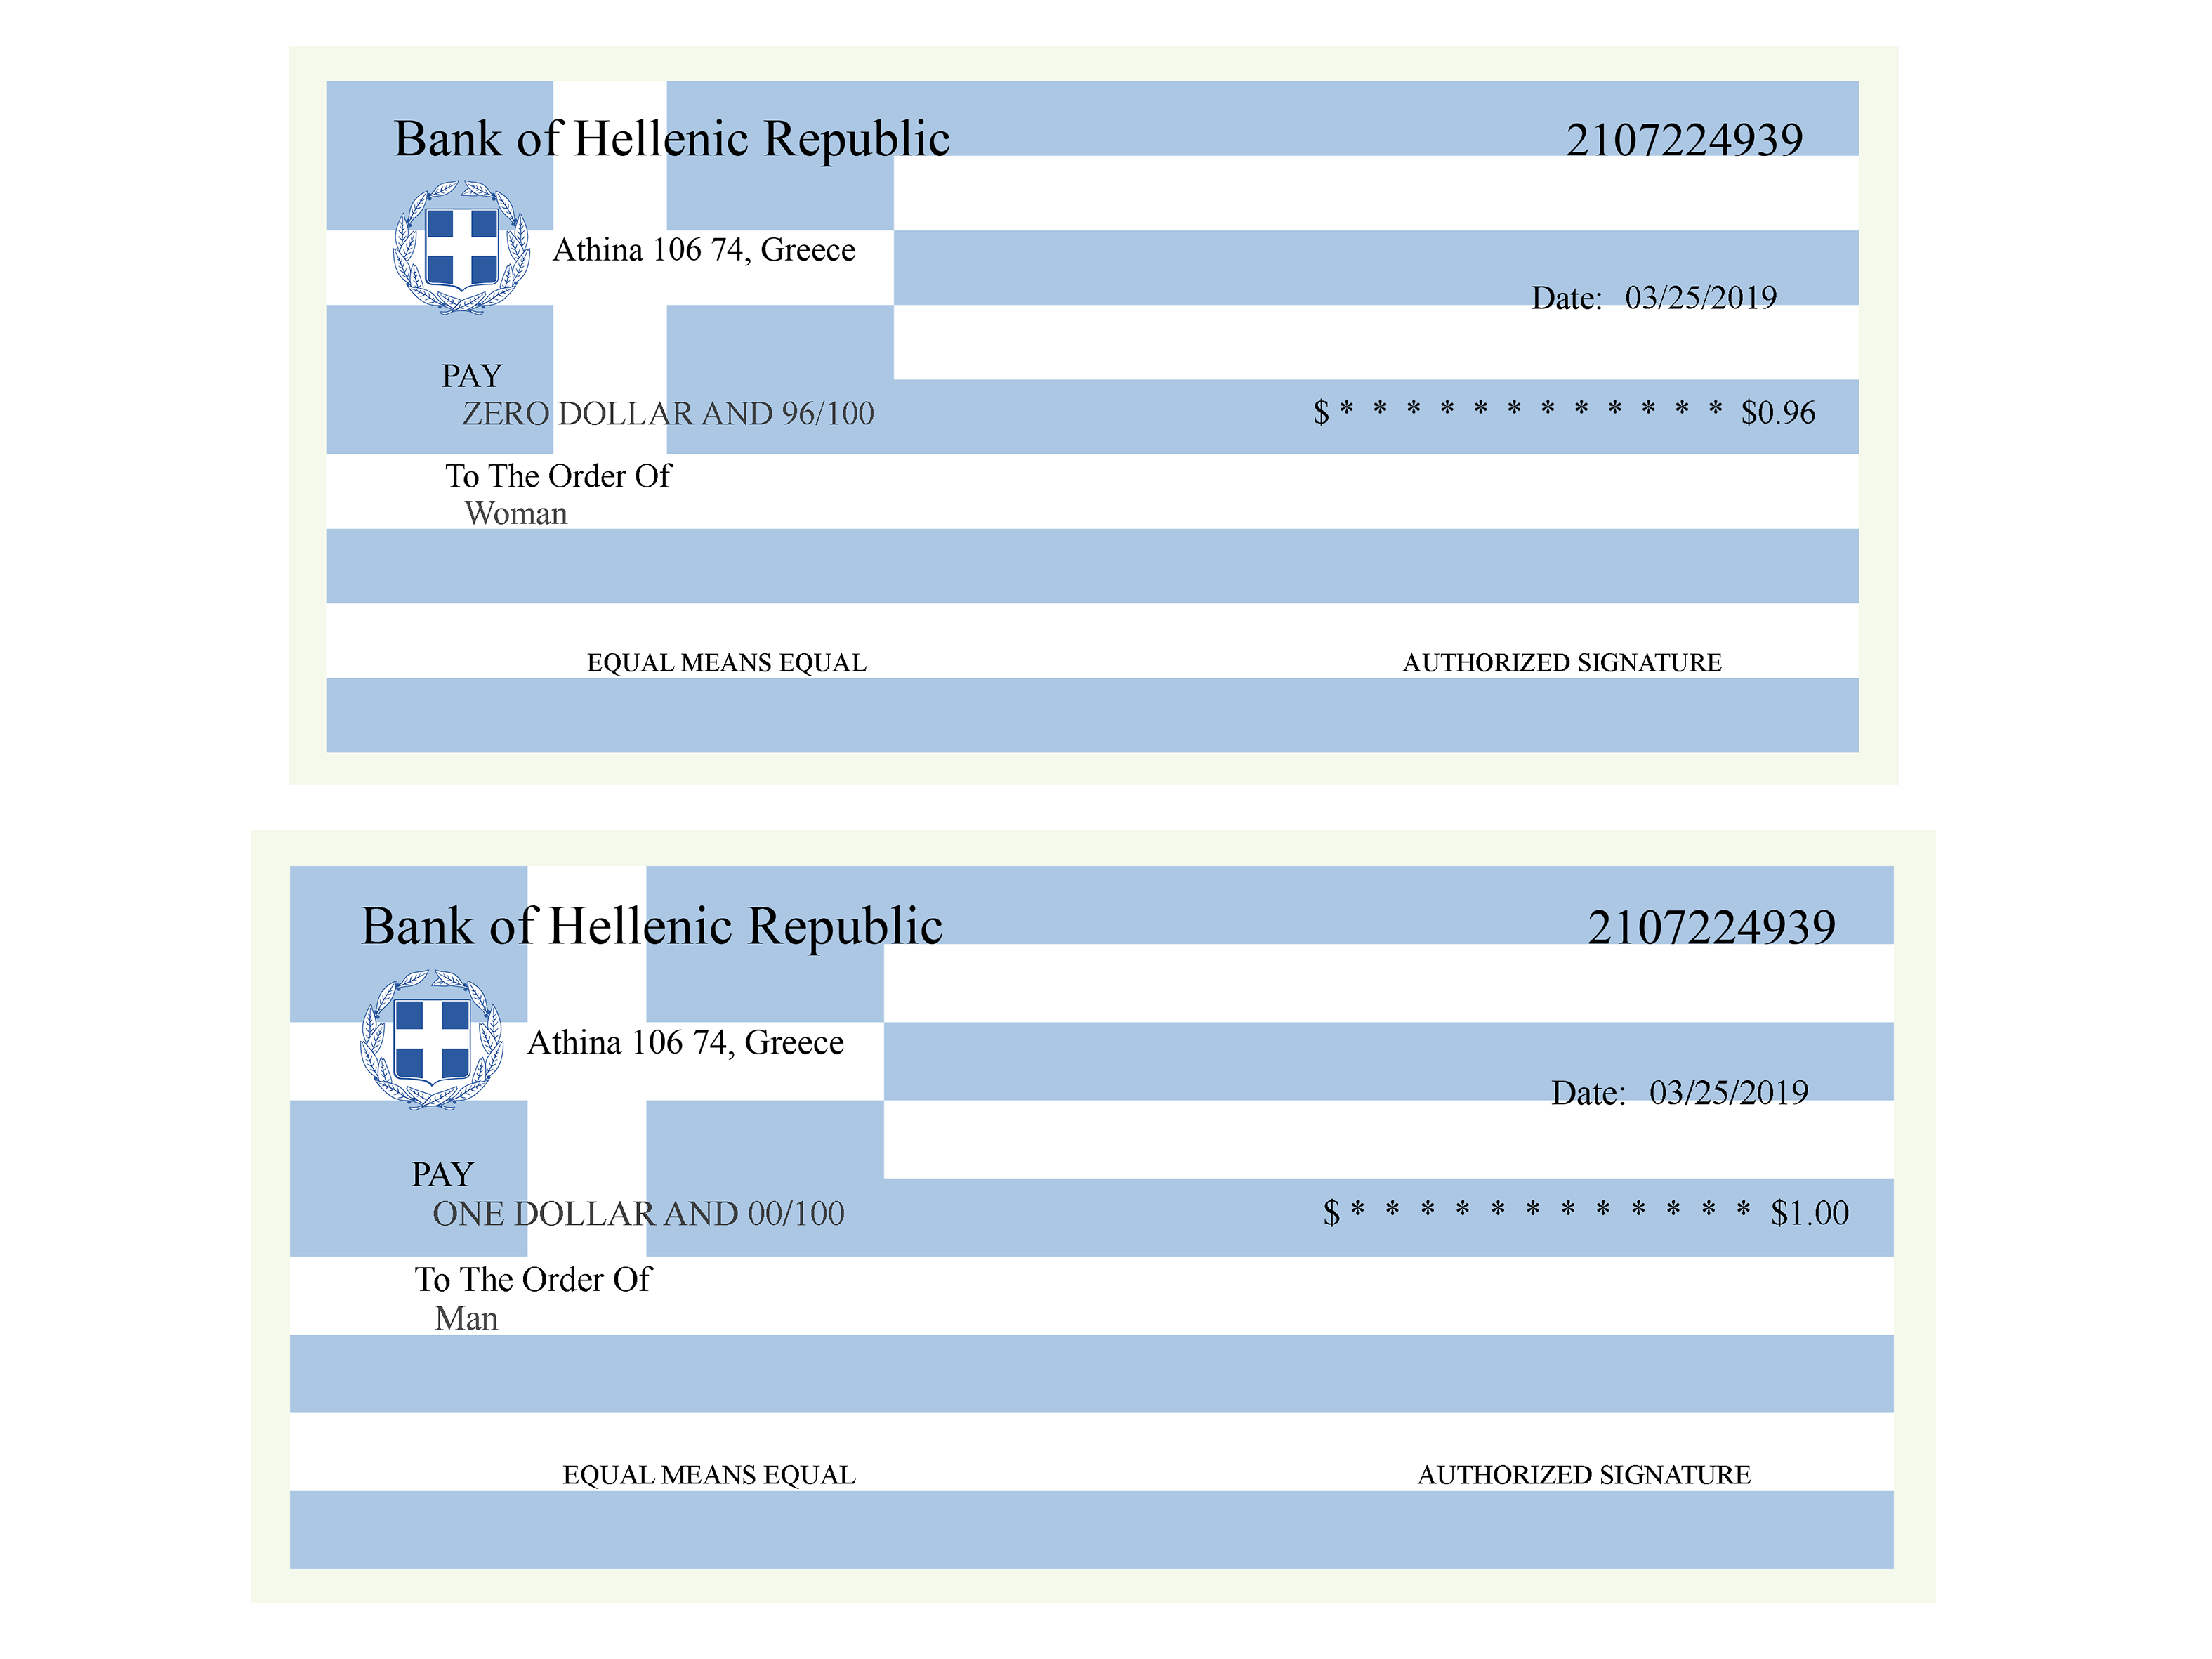 Bank of Hellenic Republic 2107224939
Athina 106 74, Greece
Date: 03/25/2019
PAY
ZERO DOLLAR AND 96/100 $ * * * * * * * * * * * * $0.96
To The Order Of
Woman
EQUAL MEANS EQUAL AUTHORIZED SIGNATURE
Bank of Hellenic Republic 2107224939
Athina 106 74, Greece
Date: 03/25/2019
PAY
ONE DOLLAR AND 00/100 $ * * * * * * * * * * * * $1.00
To The Order Of
Man
EQUAL MEANS EQUAL AUTHORIZED SIGNATURE